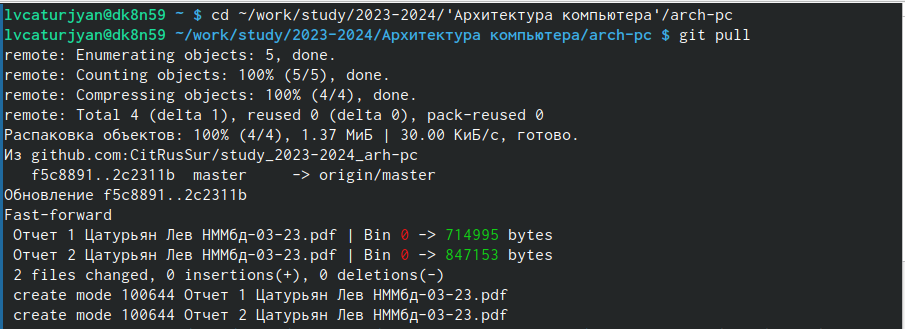 lvcaturjyan@dk8n59 ~ $ cd ~/work/study/2023-2024/'Архитектура компьютера'/arch-pc
lvcaturjyan@dk8n59 ~/work/study/2023-2024/Архитектура компьютера/arch-pc $ git pull
remote: Enumerating objects: 5, done.
remote: Counting objects: 100% (5/5), done.
remote: Compressing objects: 100% (4/4), done.
remote: Total 4 (delta 1), reused 0 (delta 0), pack-reused 0
Распаковка объектов: 100% (4/4), 1.37 МиБ | 30.00 КиБ/с, готово.
Из github.com:CitRusSur/study_2023-2024_arh-pc
   f5c8891..2c2311b  master     -> origin/master
Обновление f5c8891..2c2311b
Fast-forward
 Отчет 1 Цатурьян Лев НММбд-03-23.pdf | Bin 0 -> 714995 bytes
 Отчет 2 Цатурьян Лев НММбд-03-23.pdf | Bin 0 -> 847153 bytes
 2 files changed, 0 insertions(+), 0 deletions(-)
 create mode 100644 Отчет 1 Цатурьян Лев НММбд-03-23.pdf
 create mode 100644 Отчет 2 Цатурьян Лев НММбд-03-23.pdf